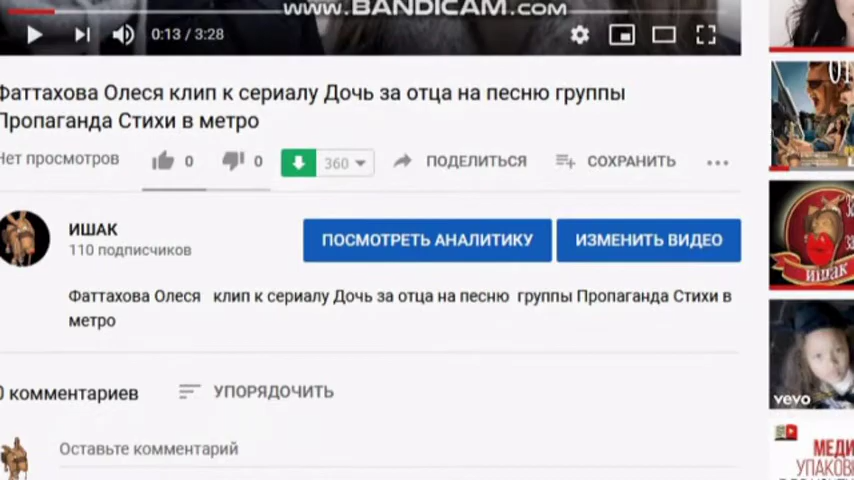 www.BANDICAM.com
0:13 / 3:28
Фаттахова Олеся клип к сериалу Дочь за отца на песню группы
Пропаганда Стихи в метро
Нет просмотров
0
0
360
ПОДЕЛИТЬСЯ
СОХРАНИТЬ
ИШАК
110 подписчиков
ПОСМОТРЕТЬ АНАЛИТИКУ
ИЗМЕНИТЬ ВИДЕО
Фаттахова Олеся клип к сериалу Дочь за отца на песню группы Пропаганда Стихи в
метро
0 комментариев
УПОРЯДОЧИТЬ
Оставьте комментарий
ИШАК
vevo
МЕДИ
УПАКОВ